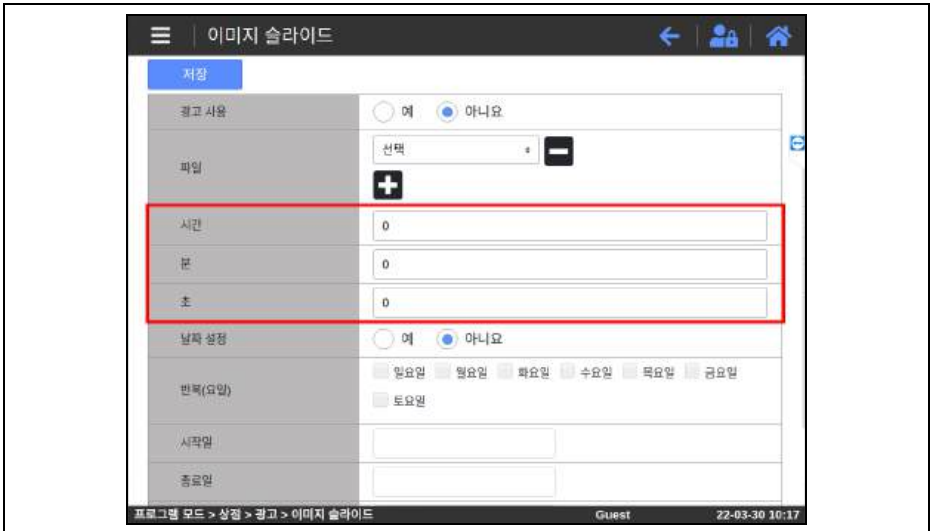 이미지 슬라이드
저장
광고 사용 예 아니요
파일 선택
시간 0
분 0
초 0
날짜 설정 예 아니요
반복(요일) 일요일 월요일 화요일 수요일 목요일 금요일
토요일
시작일
종료일
프로그램 모드 > 상점 > 광고 > 이미지 슬라이드 Guest 22-03-30 10:17